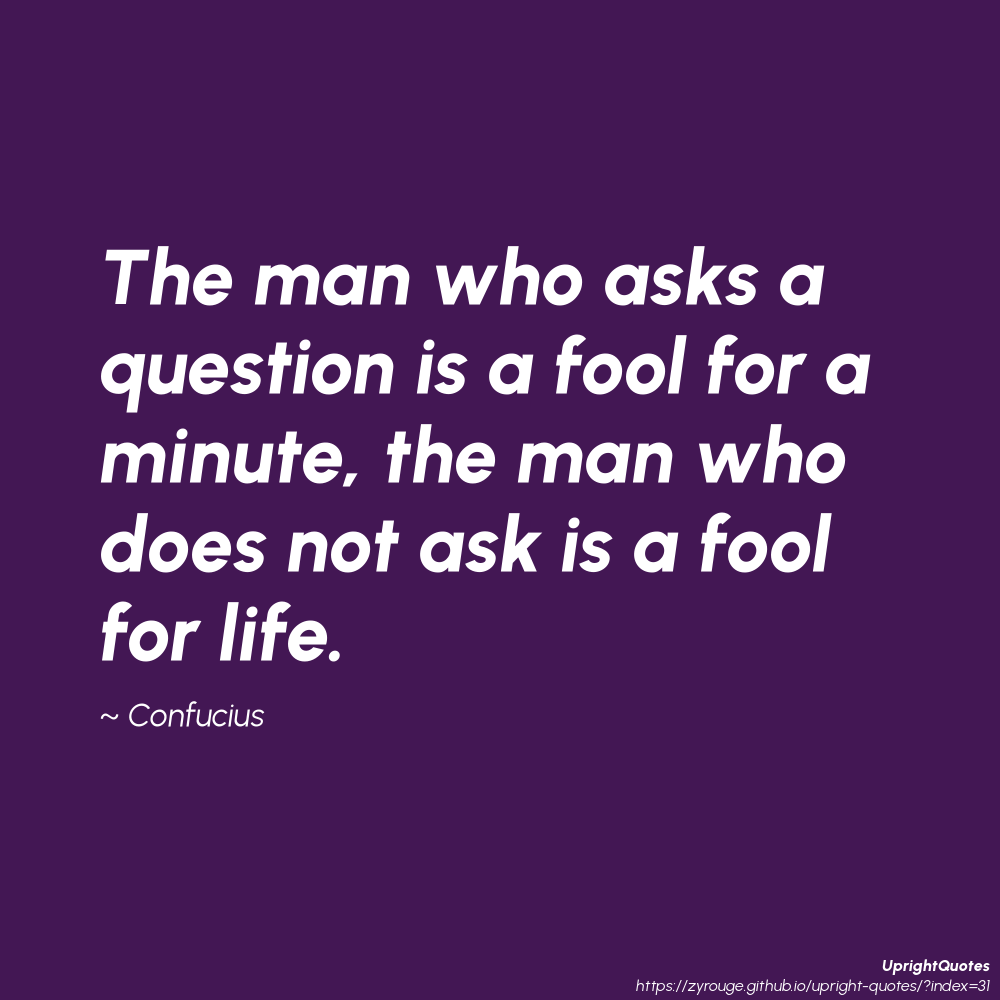 The man who asks a
question is a fool for a
minute, the man who
does not ask is a fool
for life.
~ Confucius
UprightQuotes
https://zyrouge.github.io/upright-quotes/?index=31